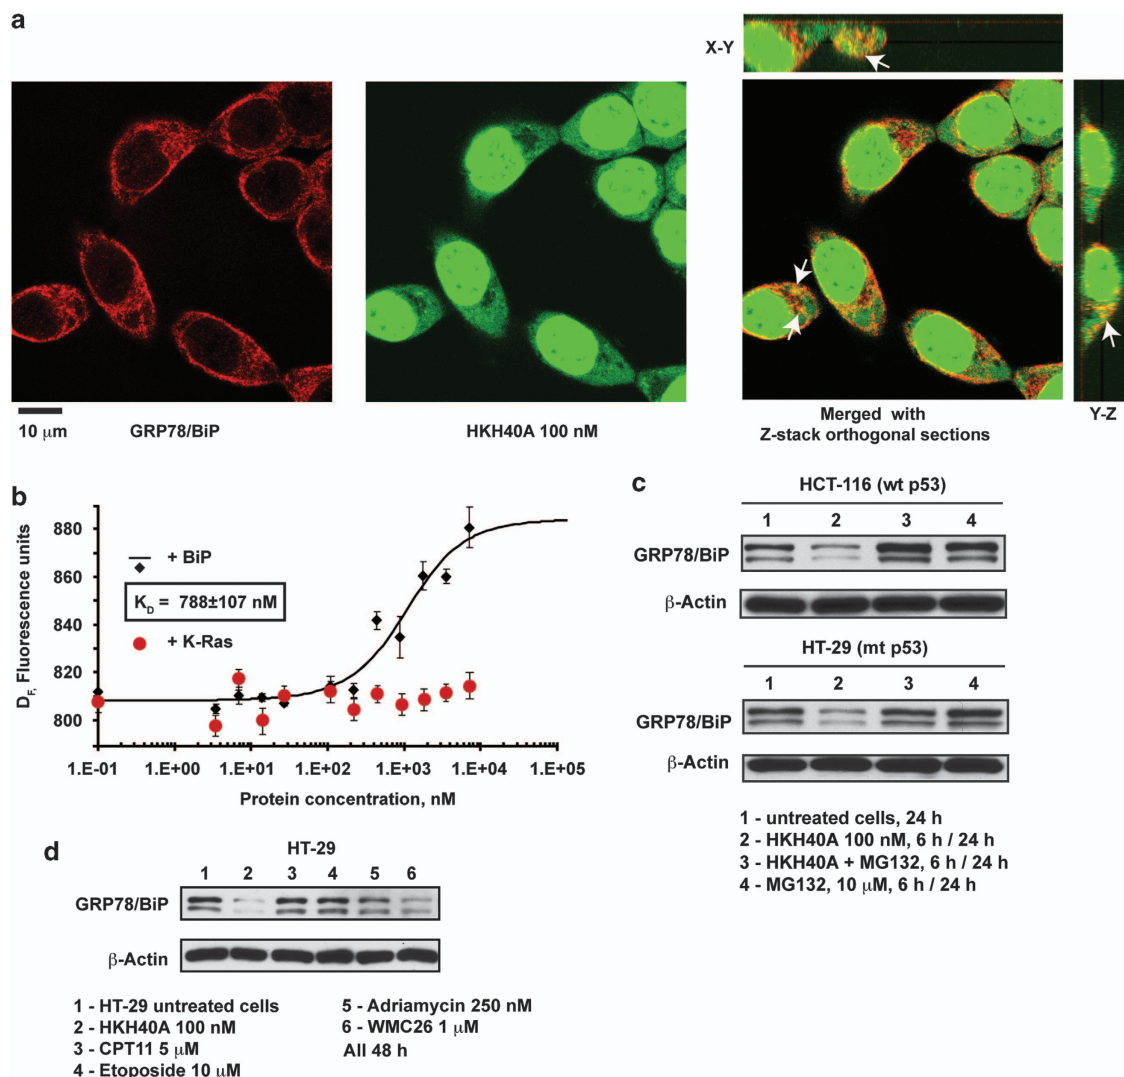 a
X-Y
10 μm
GRP78/BiP
HKH40A 100 nM
Merged with
Z-stack orthogonal sections
Y-Z
b
D_F, Fluorescence units
880
860
840
820
800
+ BiP
K_D = 788±107 nM
+ K-Ras
1.E-01 1.E+00 1.E+01 1.E+02 1.E+03 1.E+04 1.E+05
Protein concentration, nM
c
HCT-116 (wt p53)
1 2 3 4
GRP78/BiP
β-Actin
HT-29 (mt p53)
1 2 3 4
GRP78/BiP
β-Actin
1 - untreated cells, 24 h
2 - HKH40A 100 nM, 6 h / 24 h
3 - HKH40A + MG132, 6 h / 24 h
4 - MG132, 10 μM, 6 h / 24 h
d
HT-29
1 2 3 4 5 6
GRP78/BiP
β-Actin
1 - HT-29 untreated cells
2 - HKH40A 100 nM
3 - CPT11 5 μM
4 - Etoposide 10 μM
5 - Adriamycin 250 nM
6 - WMC26 1 μM
All 48 h